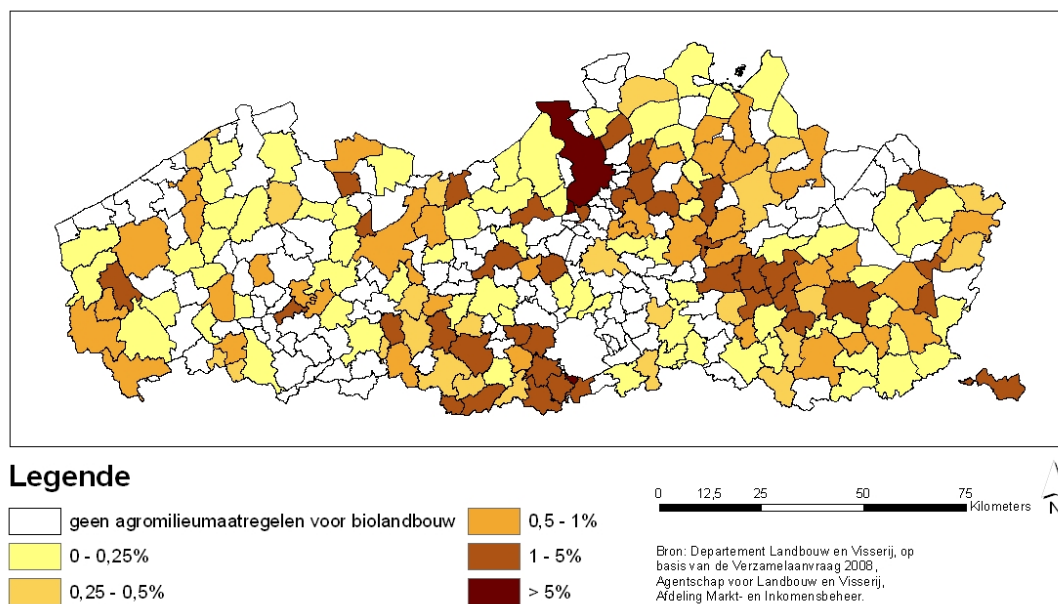 Legende
geen agromilieumaatregelen voor biolandbouw
0 - 0,25%
0,25 - 0,5%
0,5 - 1%
1 - 5%
> 5%
0 12,5 25 50 75
Kilometers
N
Bron: Departement Landbouw en Visserij, op
basis van de Verzamelaanvraag 2008,
Agentschap voor Landbouw en Visserij,
Afdeling Markt- en Inkomensbeheer.